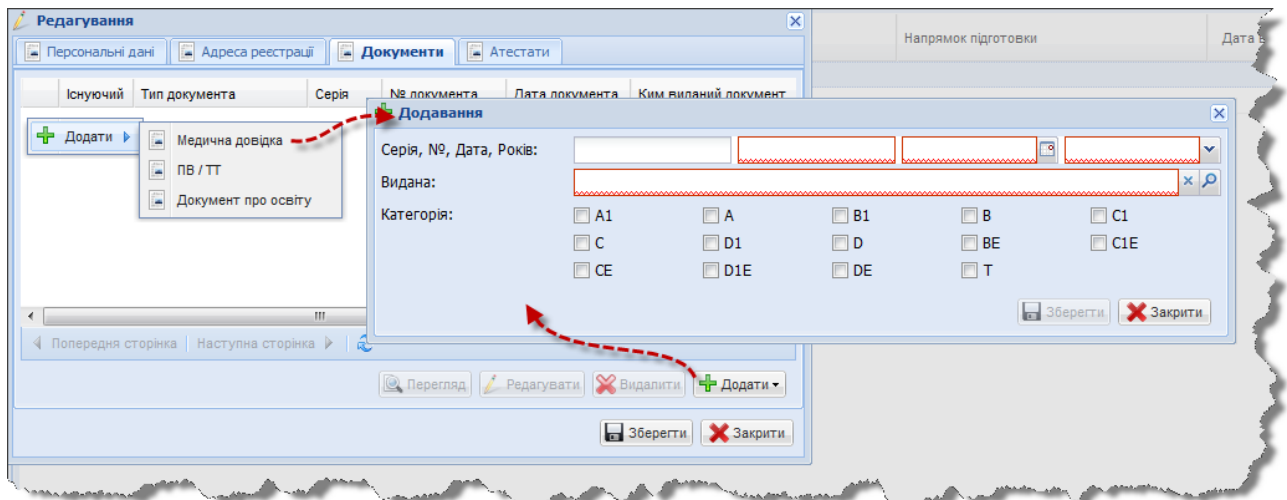 Редагування
Напрямок підготовки
Дата в
Персональні дані
Адреса реєстрації
Документи
Атестати
Існуючий Тип документа Серія № документа Дата документа Ким виданий документ
Додавання
Додати
Медична довідка
ПВ / ТТ
Документ про освіту
Серія, №, Дата, Років:
Видана:
Категорія:
A1 A B1 B C1
C D1 D BE C1E
CE D1E DE T
Зберегти Закрити
Попередня сторінка Наступна сторінка
Перегляд Редагувати Видалити Додати
Зберегти Закрити